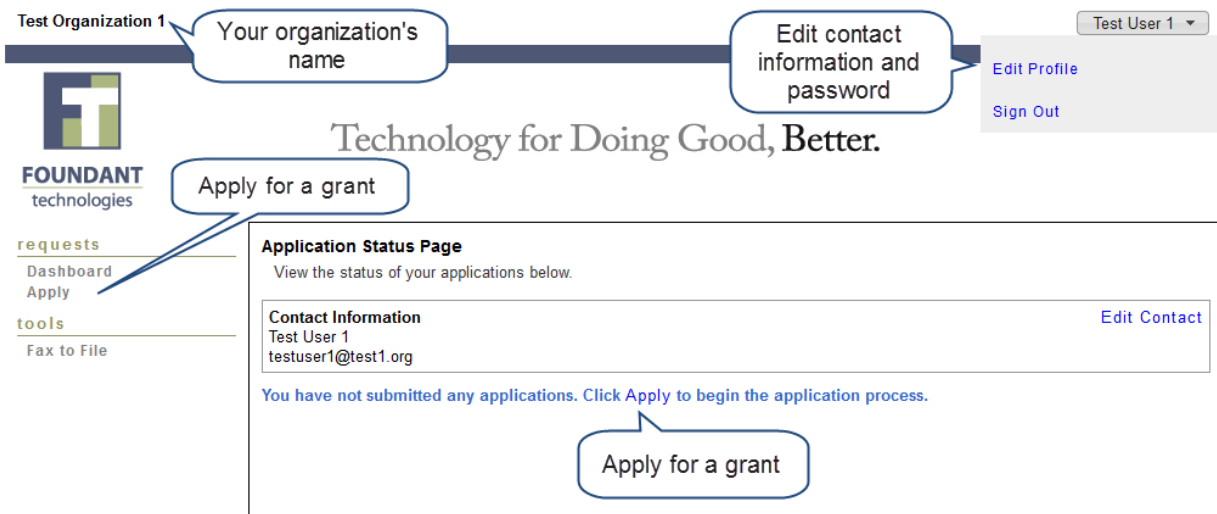 Test Organization 1
Your organization's
name
Edit contact
information and
password
Test User 1
Edit Profile
Sign Out
FT
FOUNDANT
technologies
Technology for Doing Good, Better.
Apply for a grant
requests
Dashboard
Apply
tools
Fax to File
Application Status Page
View the status of your applications below.
Contact Information
Edit Contact
Test User 1
testuser1@test1.org
You have not submitted any applications. Click Apply to begin the application process.
Apply for a grant